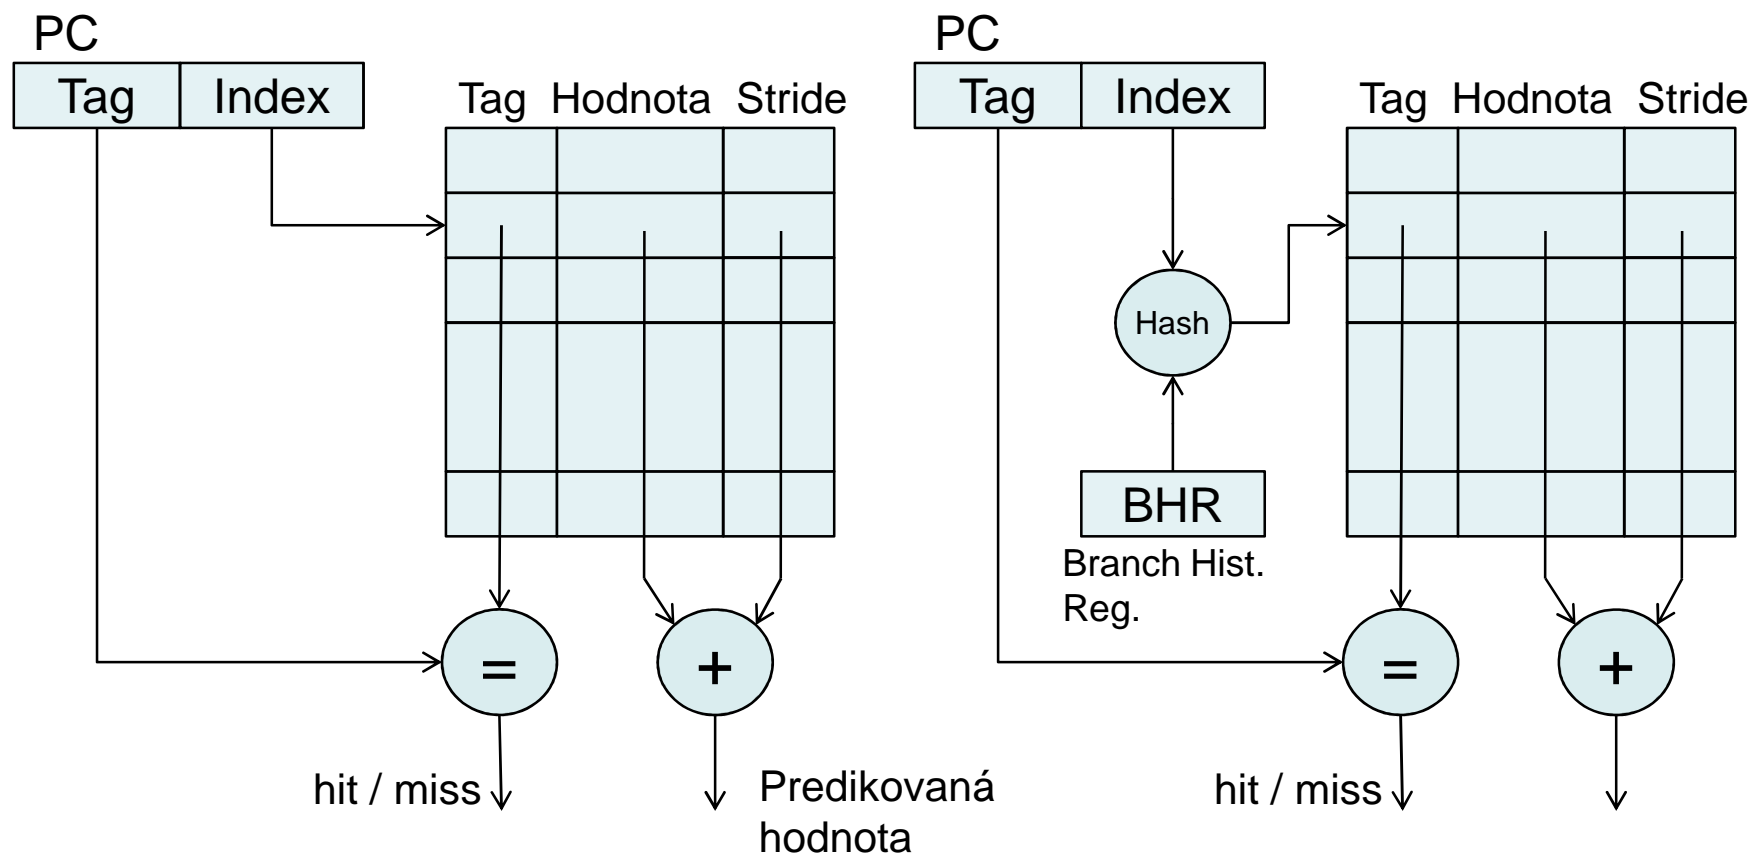 PC
Tag Index
Tag Hodnota Stride
=
+
hit / miss
Predikovaná
hodnota
PC
Tag Index
Tag Hodnota Stride
Hash
BHR
Branch Hist.
Reg.
=
+
hit / miss